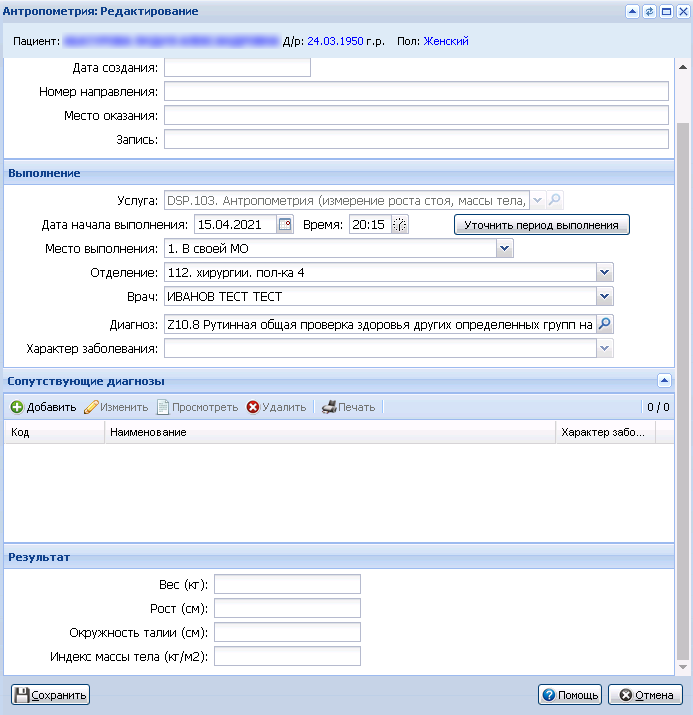 Антропометрия: Редактирование
Пациент: Д/р: 24.03.1950 г.р. Пол: Женский
Дата создания:
Номер направления:
Место оказания:
Запись:
Выполнение
Услуга: DSP.103. Антропометрия (измерение роста стоя, массы тела,
Дата начала выполнения: 15.04.2021 Время: 20:15 Уточнить период выполнения
Место выполнения: 1. В своей МО
Отделение: 112. хирургии. пол-ка 4
Врач: ИВАНОВ ТЕСТ ТЕСТ
Диагноз: Z10.8 Рутинная общая проверка здоровья других определенных групп на
Характер заболевания:
Сопутствующие диагнозы
Добавить Изменить Просмотреть Удалить Печать 0 / 0
Код Наименование Характер забо...
Результат
Вес (кг):
Рост (см):
Окружность талии (см):
Индекс массы тела (кг/м2):
Сохранить Помощь Отмена